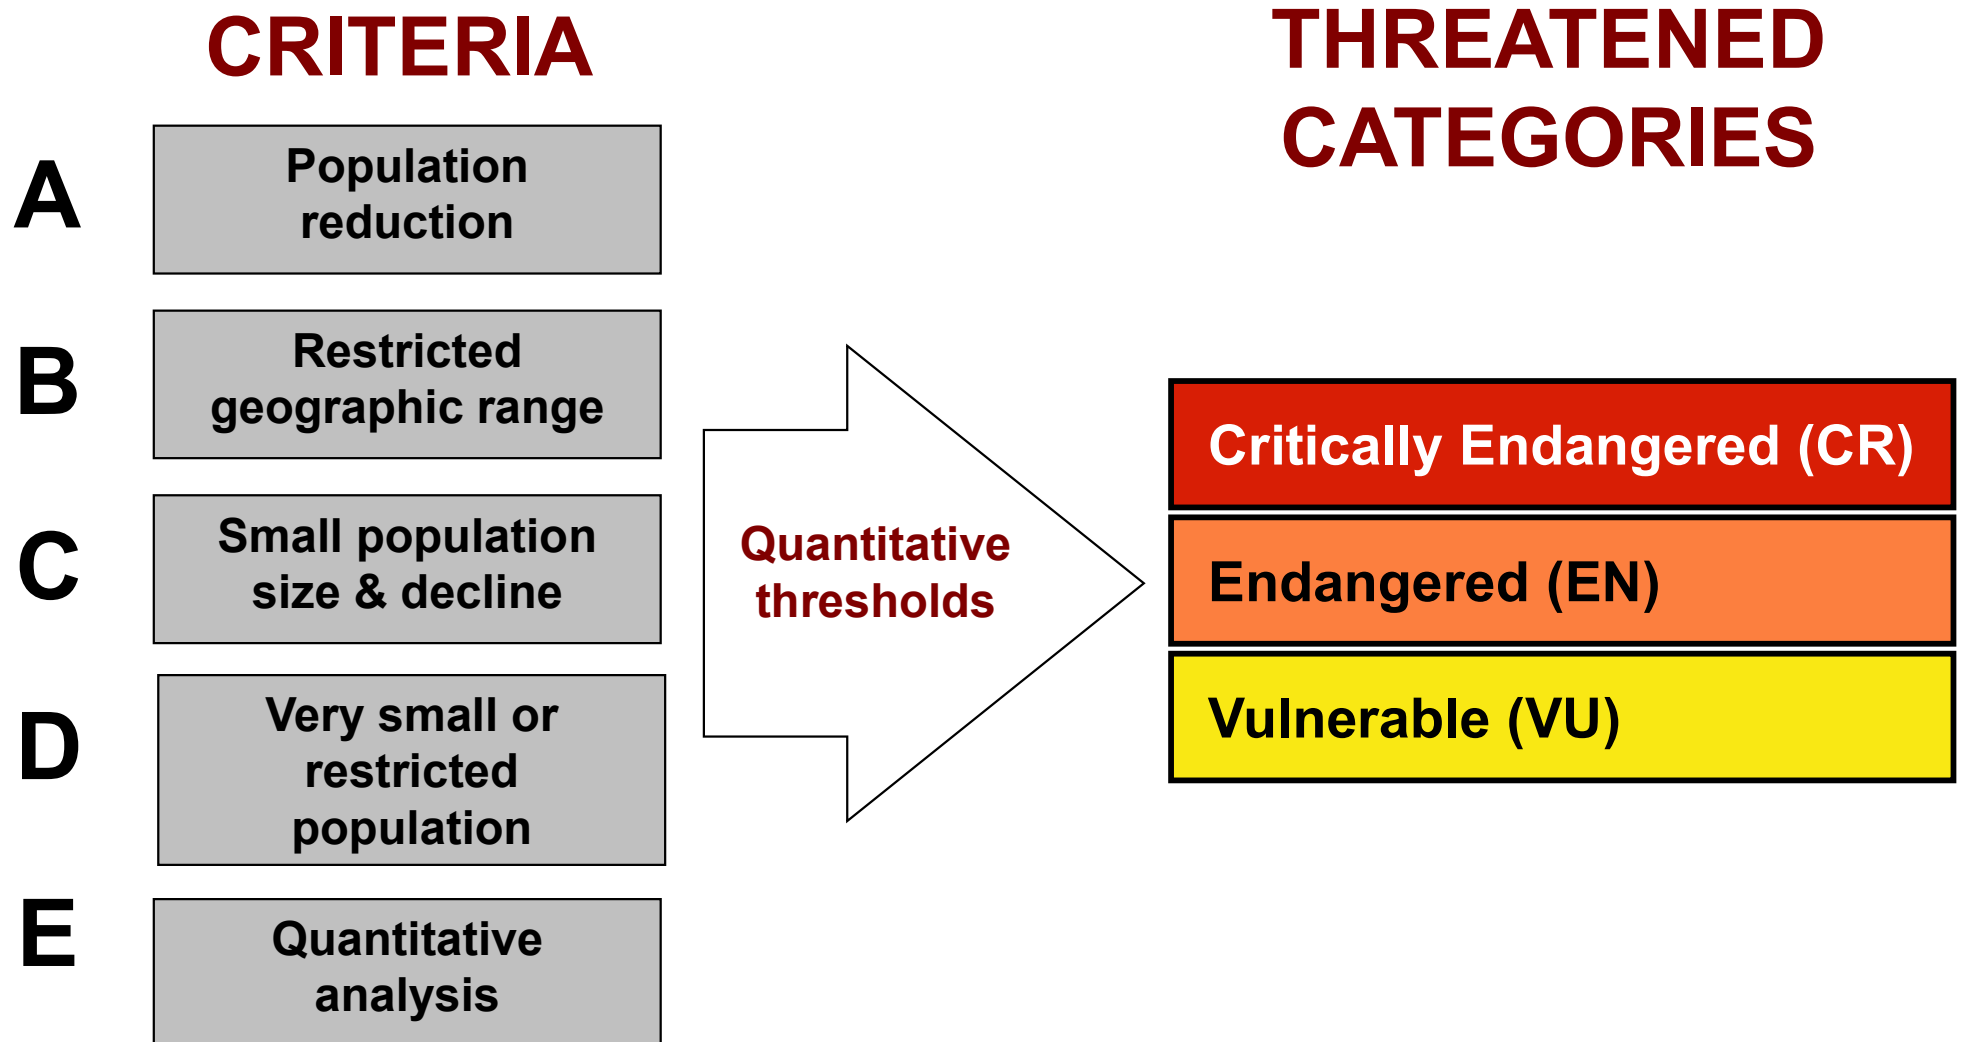 CRITERIA
A
Population
reduction
B
Restricted
geographic range
C
Small population
size & decline
D
Very small or
restricted
population
E
Quantitative
analysis
Quantitative
thresholds
THREATENED
CATEGORIES
Critically Endangered (CR)
Endangered (EN)
Vulnerable (VU)